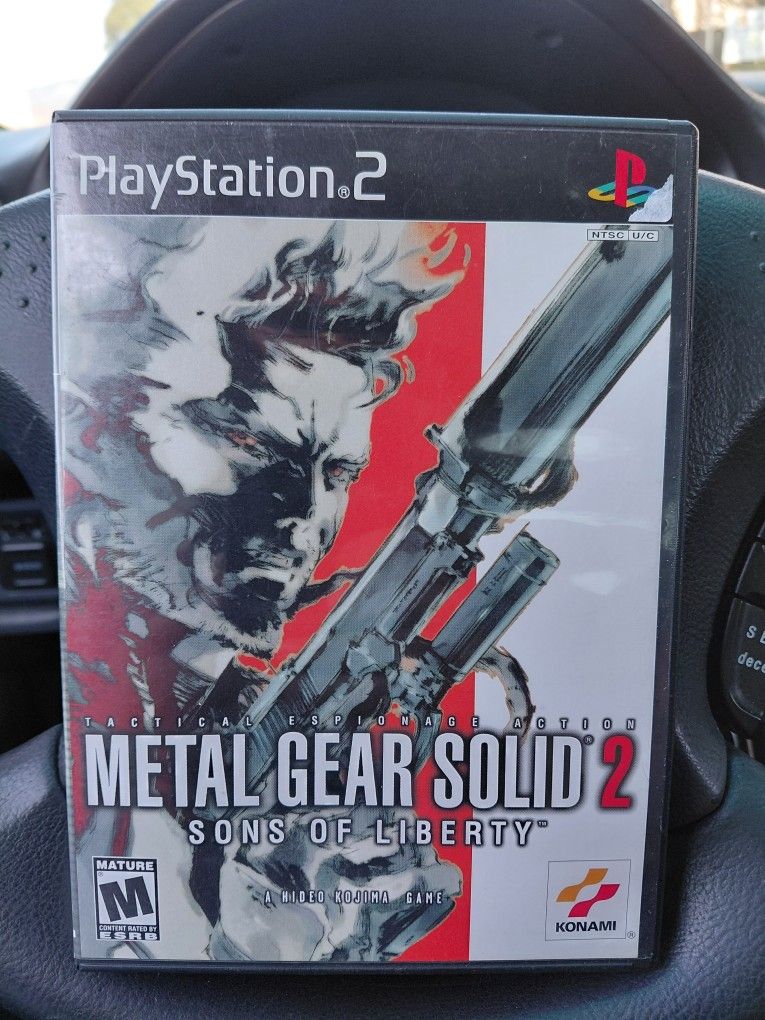 PlayStation®2
NTSC U/C
TACTICAL ESPIONAGE ACTION
METAL GEAR SOLID® 2
SONS OF LIBERTY™
MATURE
M
®
CONTENT RATED BY
ESRB
A HIDEO KOJIMA GAME
KONAMI
®